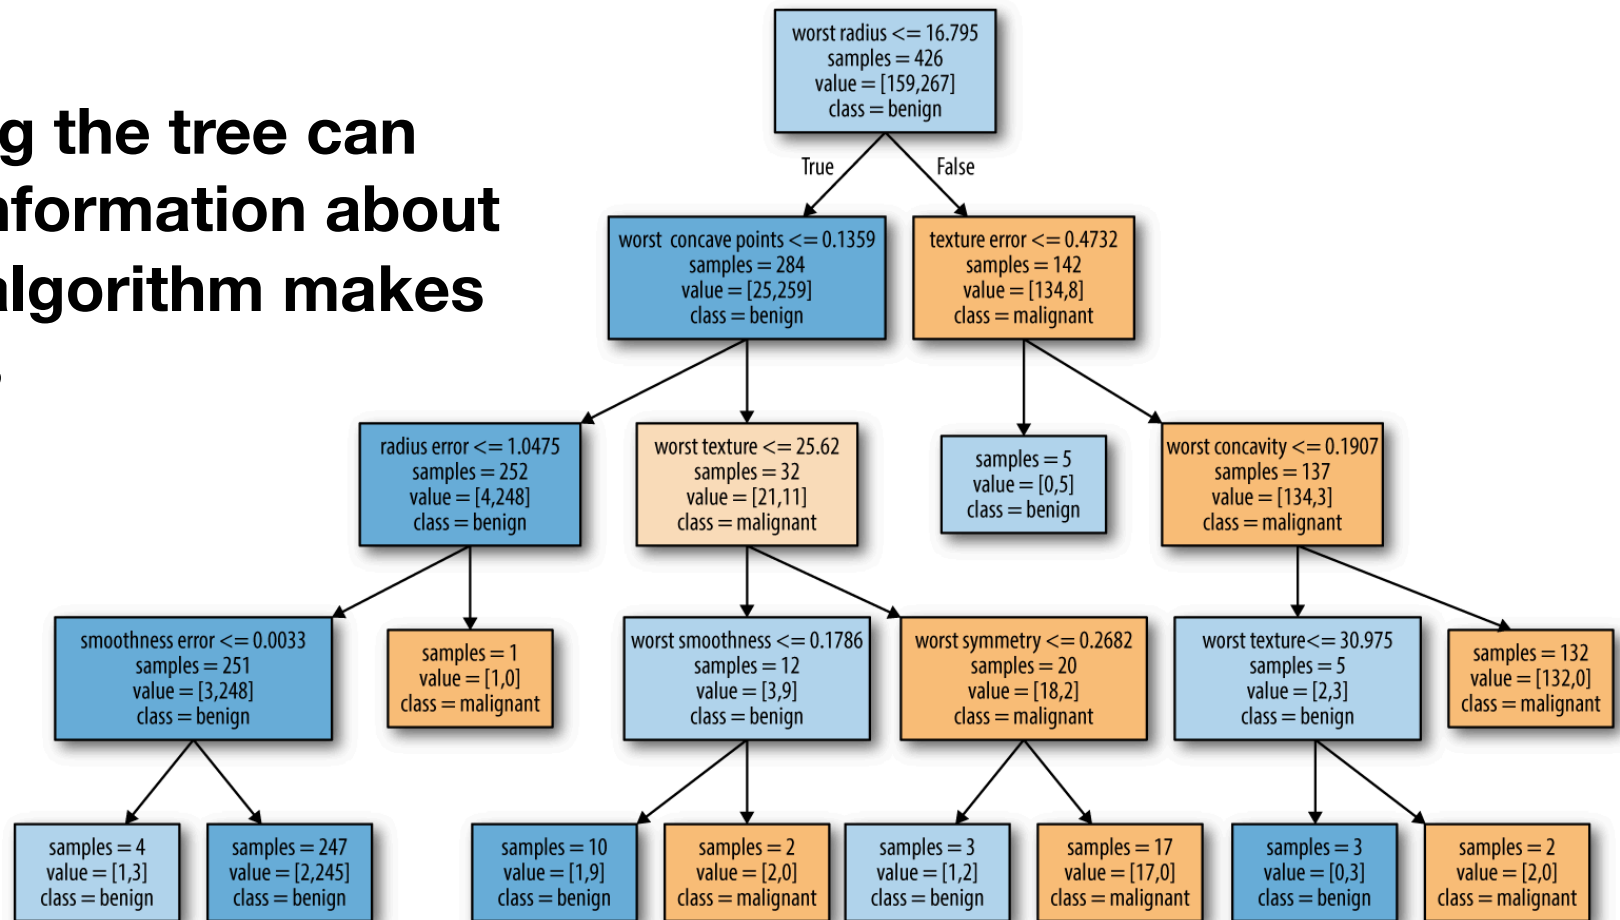 g the tree can
nformation about
algorithm makes
worst radius <= 16.795
samples = 426
value = [159,267]
class = benign
True
False
worst concave points <= 0.1359
samples = 284
value = [25,259]
class = benign
texture error <= 0.4732
samples = 142
value = [134,8]
class = malignant
radius error <= 1.0475
samples = 252
value = [4,248]
class = benign
worst texture <= 25.62
samples = 32
value = [21,11]
class = malignant
samples = 5
value = [0,5]
class = benign
worst concavity <= 0.1907
samples = 137
value = [134,3]
class = malignant
smoothness error <= 0.0033
samples = 251
value = [3,248]
class = benign
samples = 1
value = [1,0]
class = malignant
worst smoothness <= 0.1786
samples = 12
value = [3,9]
class = benign
worst symmetry <= 0.2682
samples = 20
value = [18,2]
class = malignant
worst texture<= 30.975
samples = 5
value = [2,3]
class = benign
samples = 132
value = [132,0]
class = malignant
samples = 4
value = [1,3]
class = benign
samples = 247
value = [2,245]
class = benign
samples = 10
value = [1,9]
class = benign
samples = 2
value = [2,0]
class = malignant
samples = 3
value = [1,2]
class = benign
samples = 17
value = [17,0]
class = malignant
samples = 3
value = [0,3]
class = benign
samples = 2
value = [2,0]
class = malignant